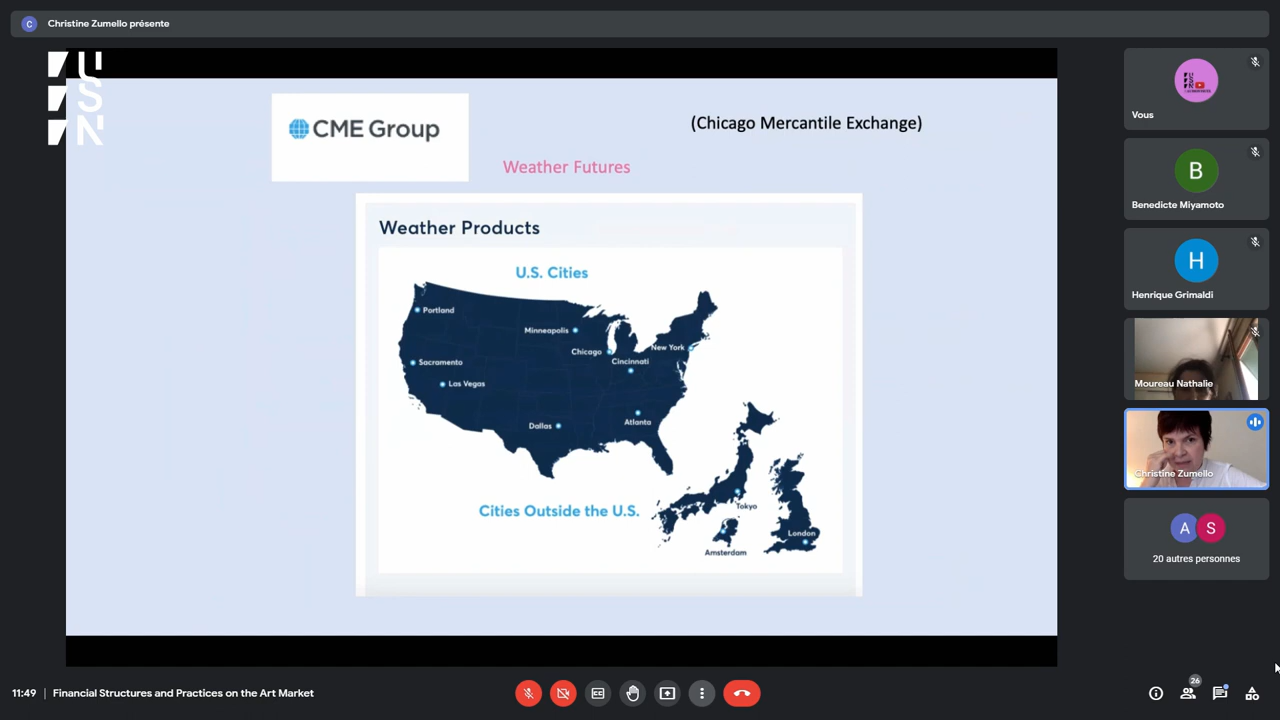 C
Christine Zumello présente
USN
CME Group
(Chicago Mercantile Exchange)
Weather Futures
Weather Products
U.S. Cities
Portland
Minneapolis
Chicago
New York
Cincinnati
Sacramento
Las Vegas
Dallas
Atlanta
Cities Outside the U.S.
Tokyo
London
Amsterdam
Vous
B
Benedicte Miyamoto
H
Henrique Grimaldi
Moureau Nathalie
Christine Zumello
A S
20 autres personnes
11:49 | Financial Structures and Practices on the Art Market
26